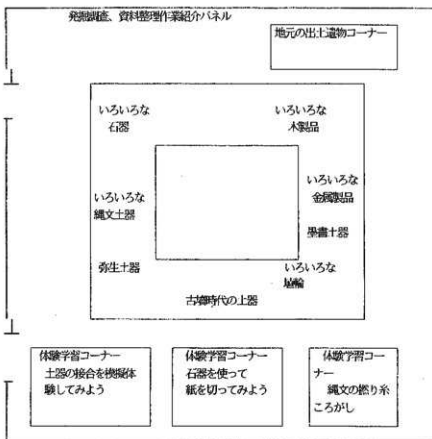 発掘調査、資料整理作業紹介パネル
地元の出土遺物コーナー
いろいろな
石器
いろいろな
木製品
いろいろな
縄文土器
いろいろな
金属製品
墨書土器
弥生土器
いろいろな
埴輪
古墳時代の土器
体験学習コーナー
土器の接合を模擬体
験してみよう
体験学習コーナー
石器を使って
紙を切ってみよう
体験学習コー
ナー
縄文の撚り糸
ころがし